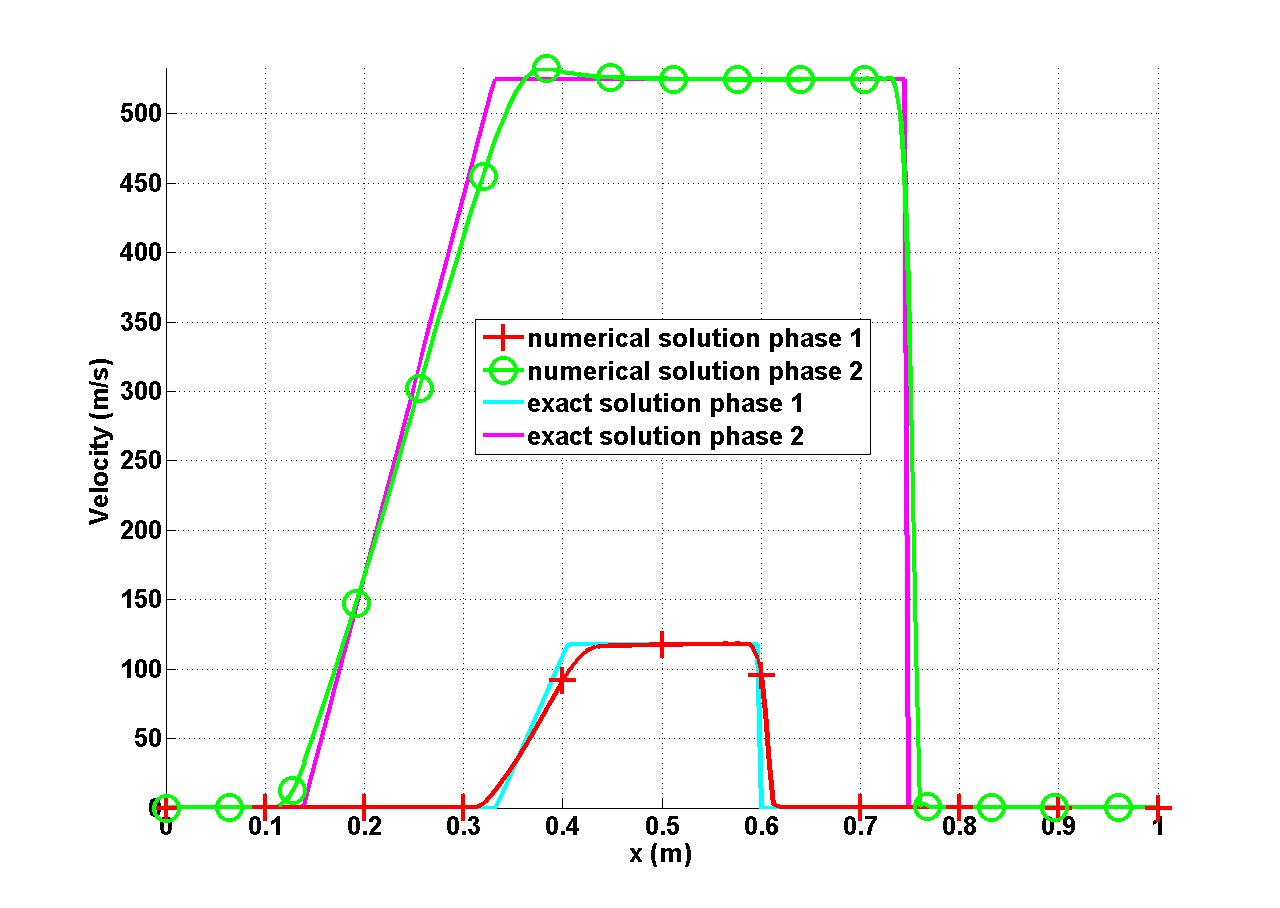 500
450
400
350
300
250
200
150
100
50
0
Velocity (m/s)
numerical solution phase 1
numerical solution phase 2
exact solution phase 1
exact solution phase 2
0 0.1 0.2 0.3 0.4 0.5 0.6 0.7 0.8 0.9 1
x (m)